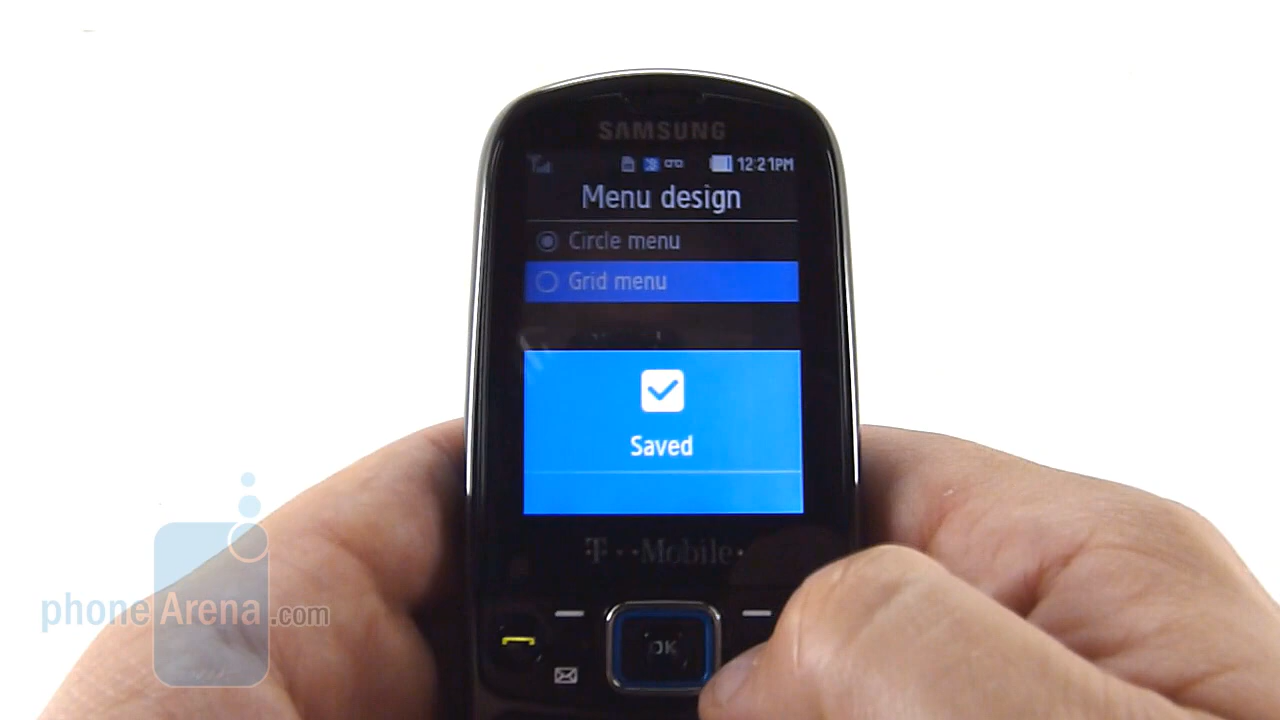 SAMSUNG
12:21PM
Menu design
Circle menu
Grid menu
Saved
T··Mobile·
OK
phoneArena.com